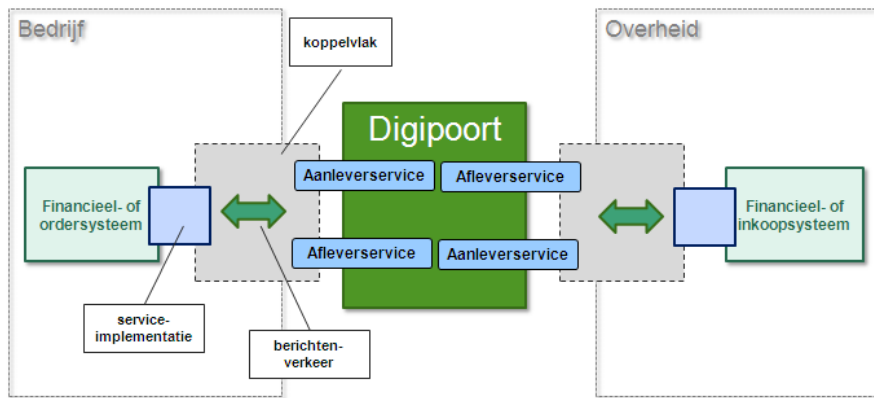 Bedrijf
Overheid
koppelvlak
Digipoort
Aanleverservice
Afleverservice
Financieel- of
ordersysteem
Financieel- of
inkoopsysteem
Afleverservice
Aanleverservice
service-
implementatie
berichten-
verkeer